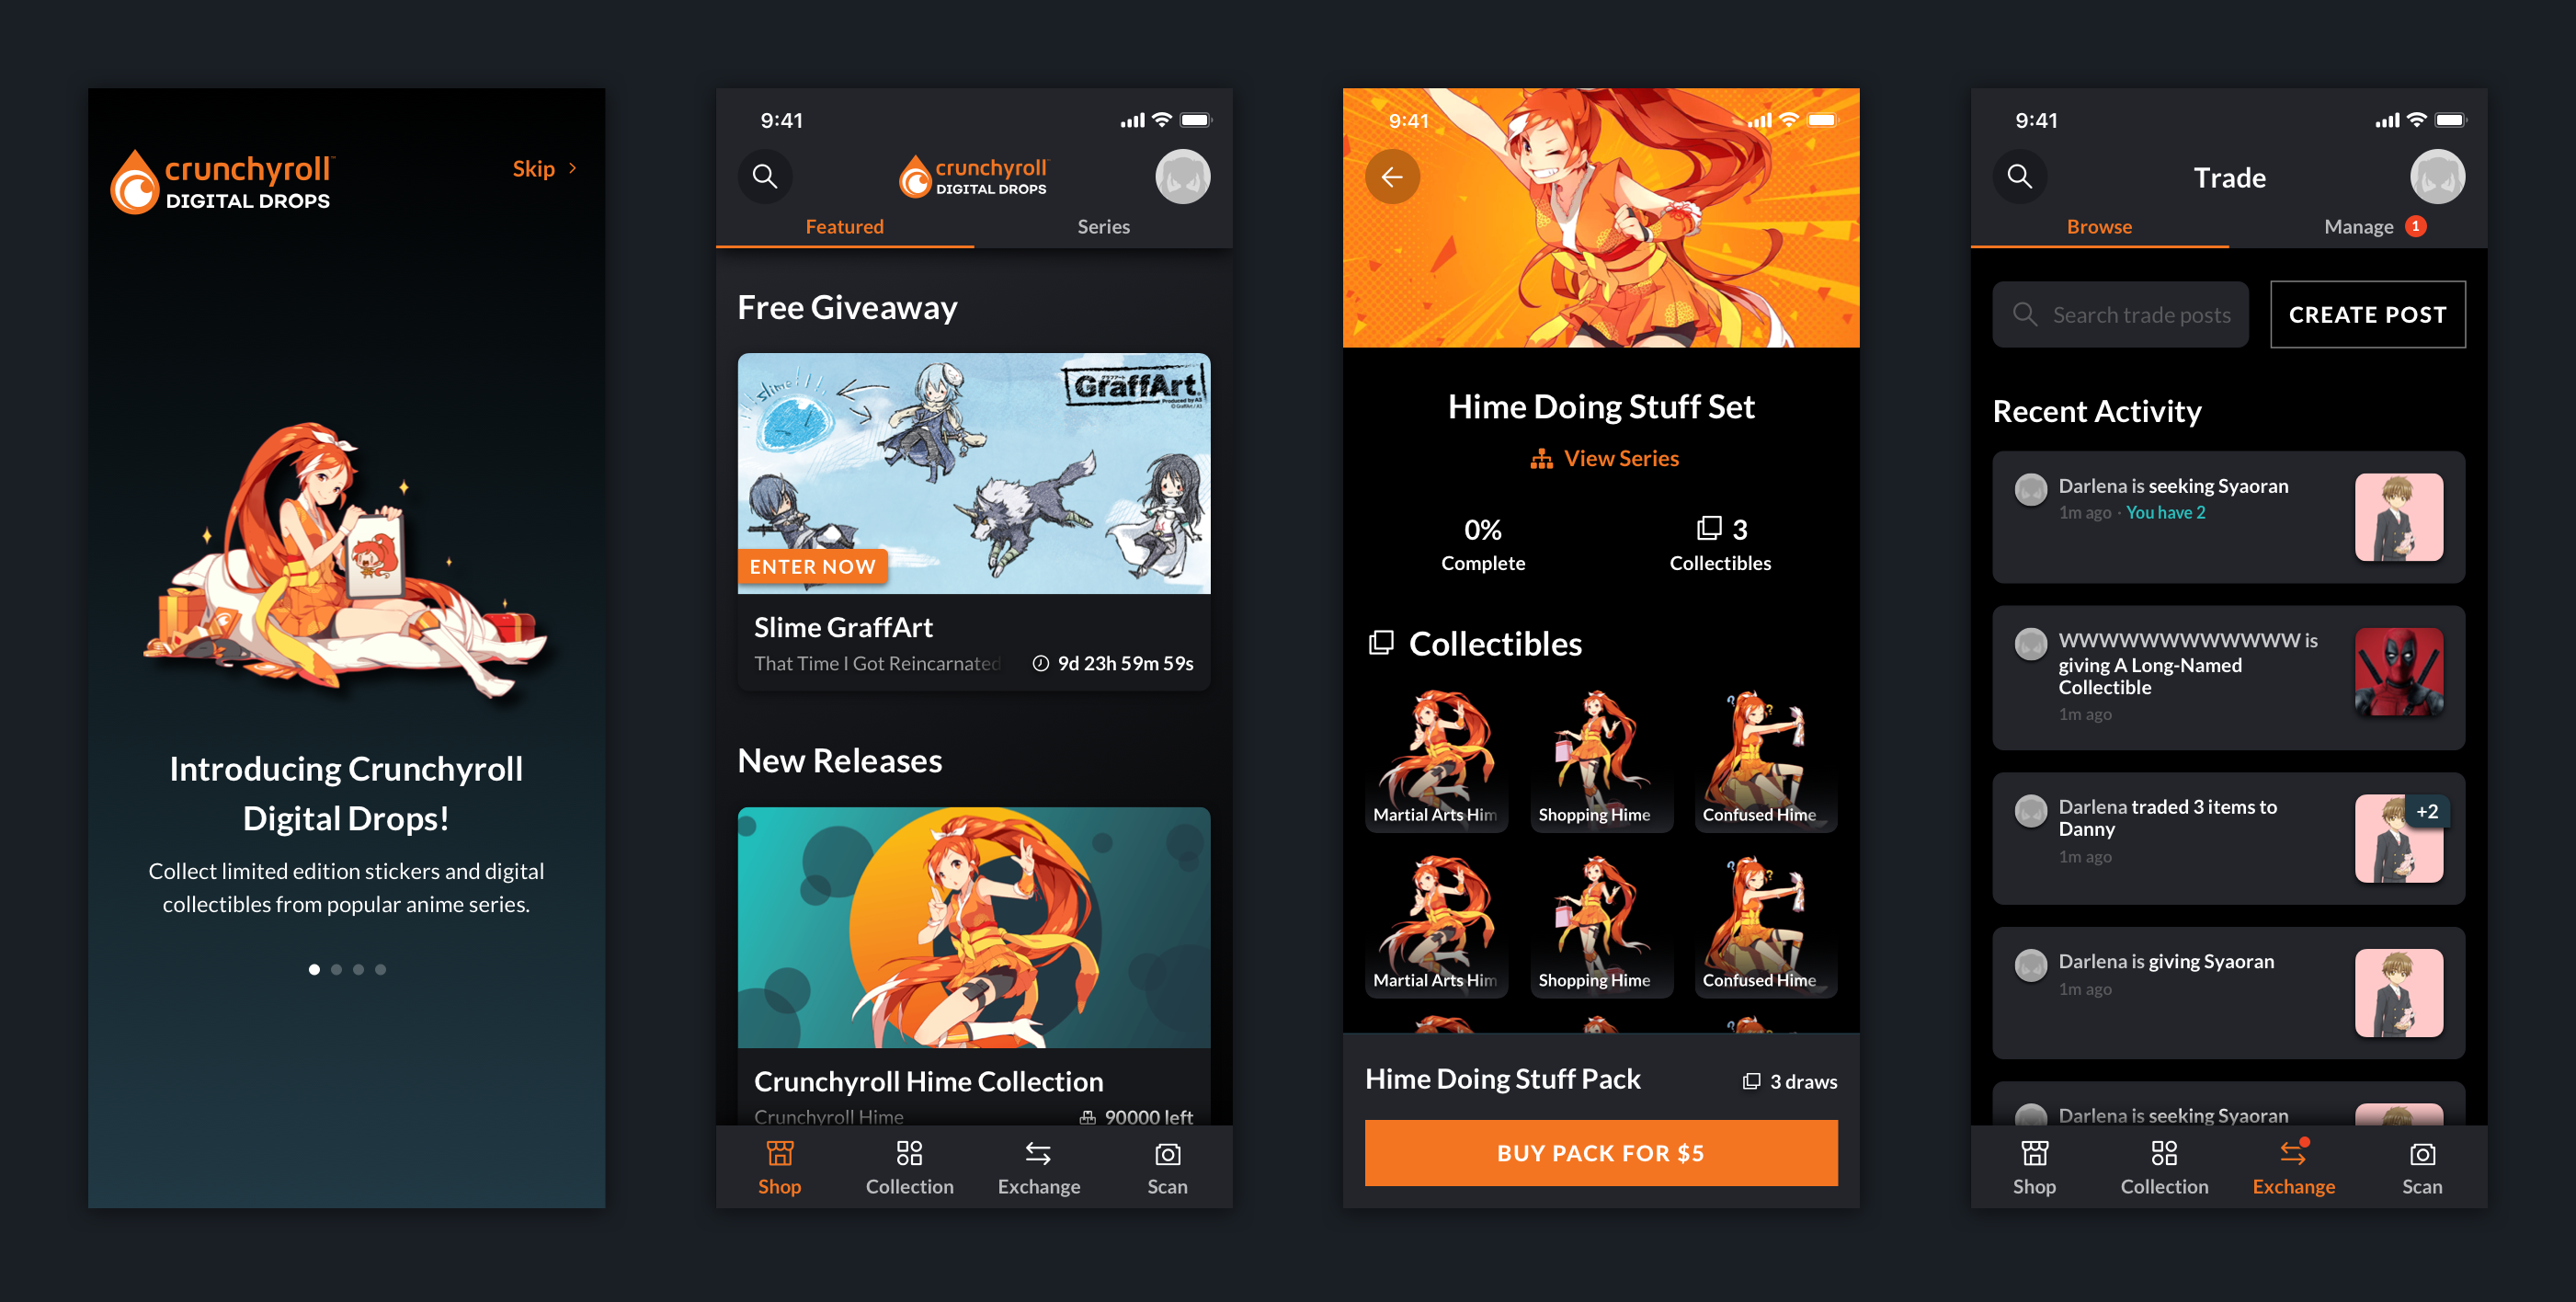 crunchyroll™
DIGITAL DROPS
Skip
Introducing Crunchyroll
Digital Drops!
Collect limited edition stickers and digital
collectibles from popular anime series.
9:41
crunchyroll
DIGITAL DROPS
Featured
Series
Free Giveaway
slime!!!
GraffArt.
Produced by A3
ENTER NOW
Slime GraffArt
That Time I Got Reincarnated
9d 23h 59m 59s
New Releases
Crunchyroll Hime Collection
Crunchyroll Hime
90000 left
Shop
Collection
Exchange
Scan
9:41
Hime Doing Stuff Set
View Series
0%
Complete
3
Collectibles
Collectibles
Martial Arts Him
Shopping Hime
Confused Hime
Martial Arts Him
Shopping Hime
Confused Hime
Hime Doing Stuff Pack
3 draws
BUY PACK FOR $5
9:41
Trade
Browse
Manage 1
Search trade posts
CREATE POST
Recent Activity
Darlena is seeking Syaoran
1m ago · You have 2
WWWWWWWWWWWW is
giving A Long-Named
Collectible
1m ago
Darlena traded 3 items to
Danny
1m ago
+2
Darlena is giving Syaoran
1m ago
Darlena is seeking Syaoran
Shop
Collection
Exchange
Scan